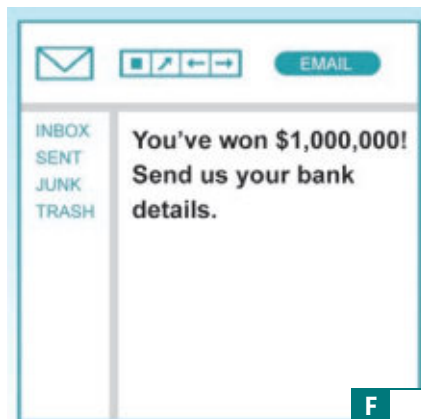 EMAIL
INBOX
SENT
JUNK
TRASH
You've won $1,000,000!
Send us your bank
details.
F